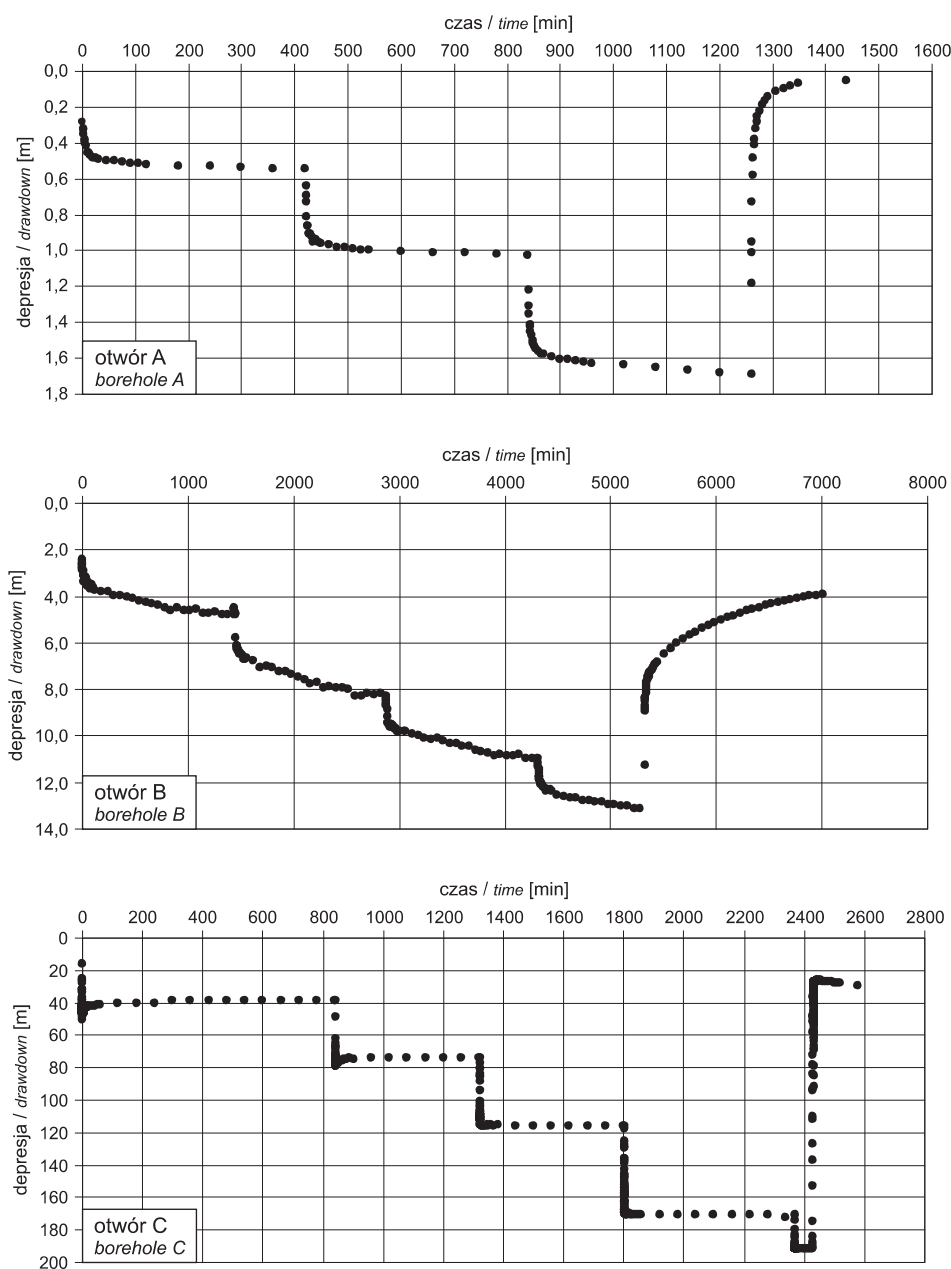 czas / time [min]
0 100 200 300 400 500 600 700 800 900 1000 1100 1200 1300 1400 1500 1600
0,0
0,2
0,4
0,6
0,8
1,0
1,2
1,4
1,6
1,8
depresja / drawdown [m]
otwór A
borehole A
czas / time [min]
0 1000 2000 3000 4000 5000 6000 7000 8000
0,0
2,0
4,0
6,0
8,0
10,0
12,0
14,0
depresja / drawdown [m]
otwór B
borehole B
czas / time [min]
0 200 400 600 800 1000 1200 1400 1600 1800 2000 2200 2400 2600 2800
0
20
40
60
80
100
120
140
160
180
200
depresja / drawdown [m]
otwór C
borehole C